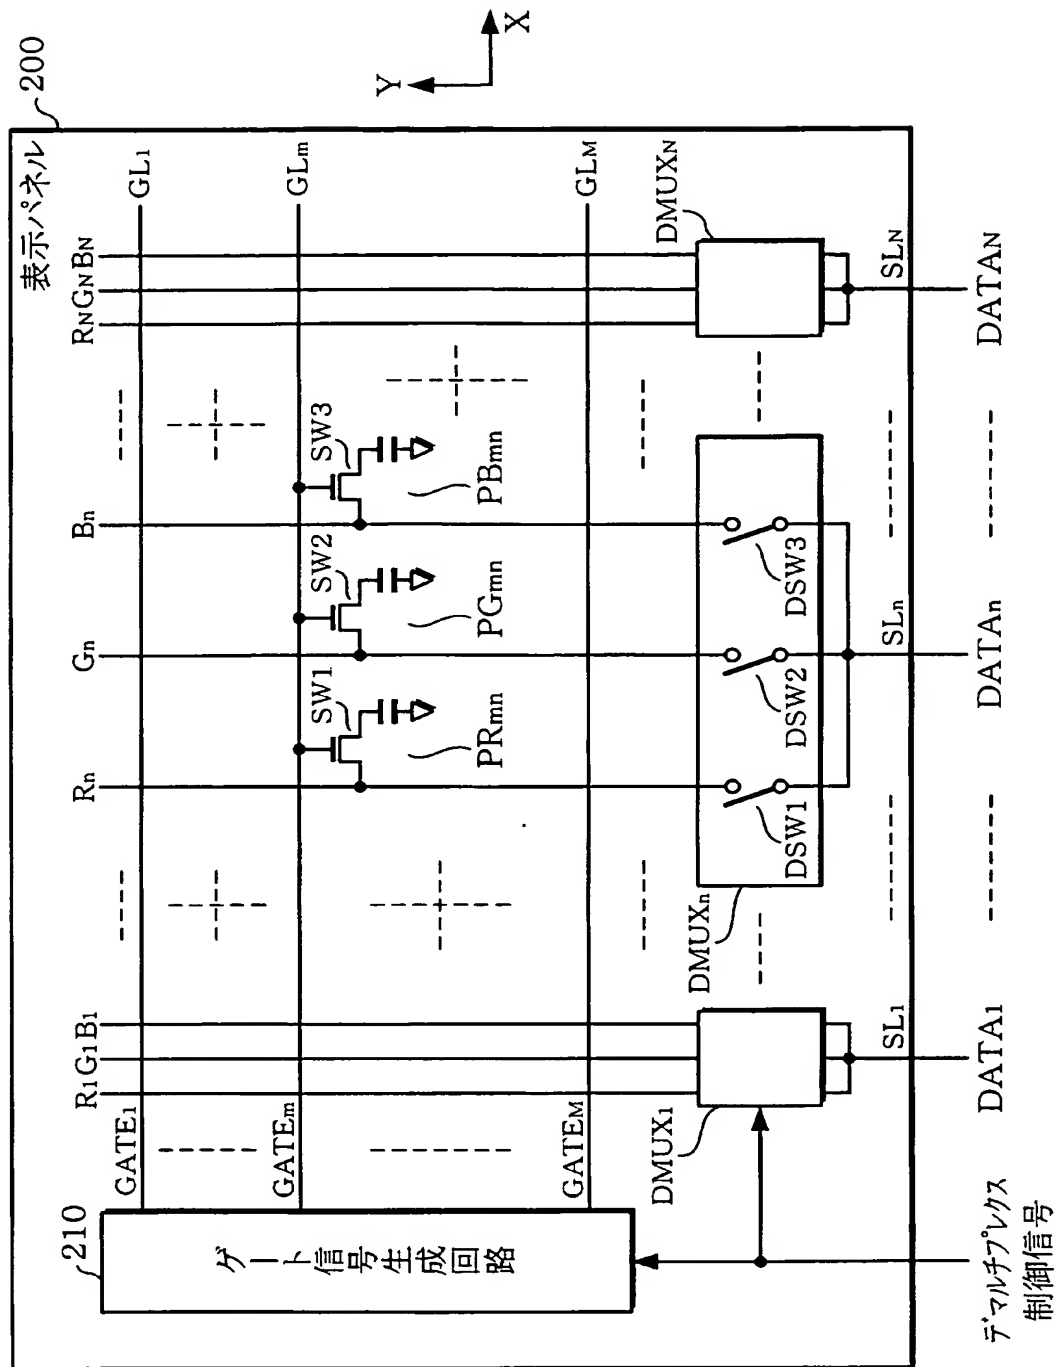 表示パネル
200
Y
X
R1 G1 B1
Rn
Gn
Bn
RN GN BN
210
ゲート信号生成回路
GATE1
GL1
GATEm
GLm
GATEM
GLM
SW1
SW2
SW3
PRmn
PGmn
PBmn
DMUX1
DMUXn
DMUXN
DSW1
DSW2
DSW3
SL1
SLn
SLN
デマルチプレクス
制御信号
DATA1
DATAn
DATAN